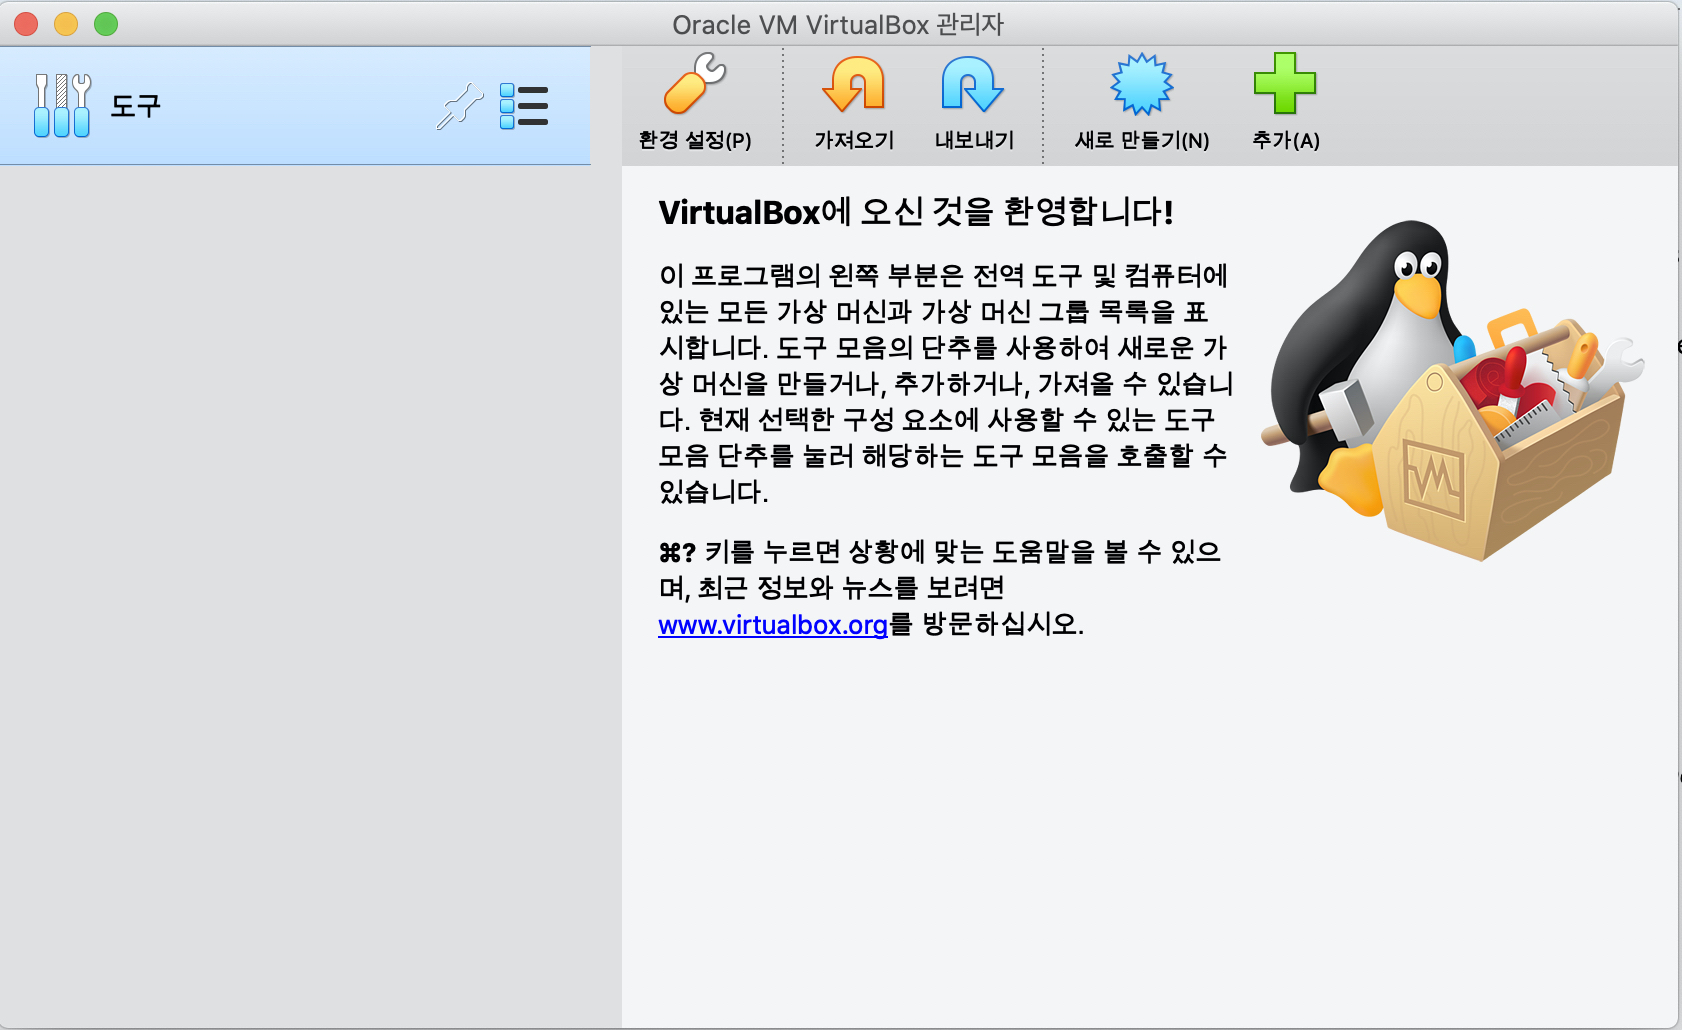 Oracle VM VirtualBox 관리자
도구
환경 설정(P)
가져오기
내보내기
새로 만들기(N)
추가(A)
VirtualBox에 오신 것을 환영합니다!
이 프로그램의 왼쪽 부분은 전역 도구 및 컴퓨터에
있는 모든 가상 머신과 가상 머신 그룹 목록을 표
시합니다. 도구 모음의 단추를 사용하여 새로운 가
상 머신을 만들거나, 추가하거나, 가져올 수 있습니
다. 현재 선택한 구성 요소에 사용할 수 있는 도구
모음 단추를 눌러 해당하는 도구 모음을 호출할 수
있습니다.
⌘? 키를 누르면 상황에 맞는 도움말을 볼 수 있으
며, 최근 정보와 뉴스를 보려면
www.virtualbox.org를 방문하십시오.